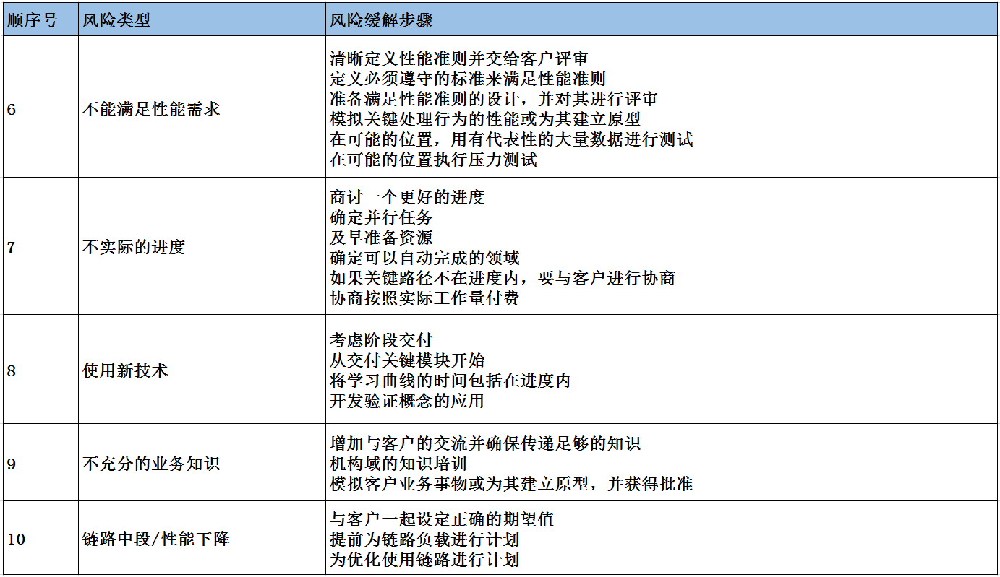 顺序号 风险类型 风险缓解步骤
6 不能满足性能需求
清晰定义性能准则并交给客户评审
定义必须遵守的标准来满足性能准则
准备满足性能准则的设计，并对其进行评审
模拟关键处理行为的性能或为其建立原型
在可能的位置，用有代表性的大量数据进行测试
在可能的位置执行压力测试
7 不实际的进度
商讨一个更好的进度
确定并行任务
及早准备资源
确定可以自动完成的领域
如果关键路径不在进度内，要与客户进行协商
协商按照实际工作量付费
8 使用新技术
考虑阶段交付
从交付关键模块开始
将学习曲线的时间包括在进度内
开发验证概念的应用
9 不充分的业务知识
增加与客户的交流并确保传递足够的知识
机构域的知识培训
模拟客户业务事物或为其建立原型，并获得批准
10 链路中段/性能下降
与客户一起设定正确的期望值
提前为链路负载进行计划
为优化使用链路进行计划